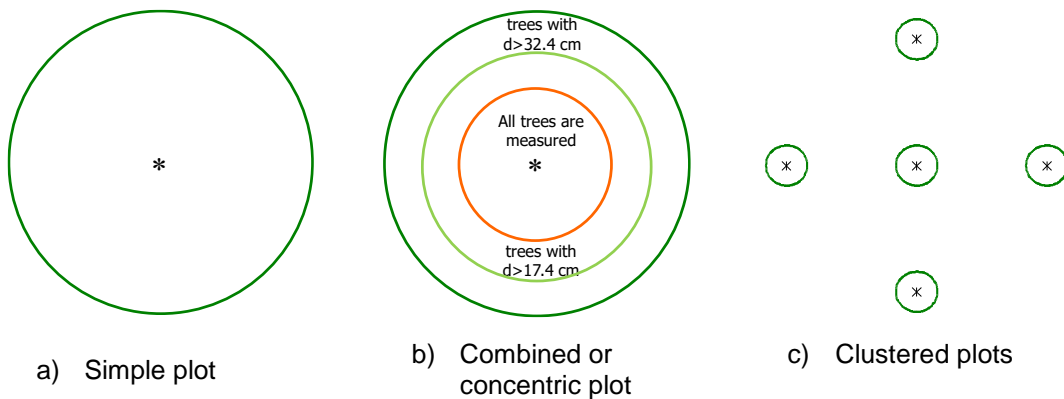 trees with
d>32.4 cm
All trees are
measured
*
*
trees with
d>17.4 cm
a) Simple plot
b) Combined or
concentric plot
c) Clustered plots